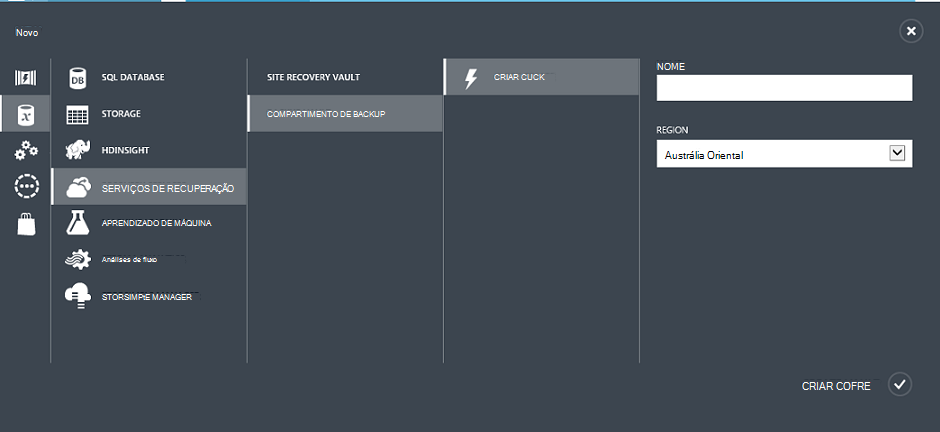 Novo
SQL DATABASE
STORAGE
HDINSIGHT
SERVIÇOS DE RECUPERAÇÃO
APRENDIZADO DE MÁQUINA
Análises de fluxo
STORSIMPlE MANAGER
SITE RECOVERY VAULT
COMPARTIMENTO DE BACKUP
CRIAR CUCK
NOME
REGION
Austrália Oriental
CRIAR COFRE